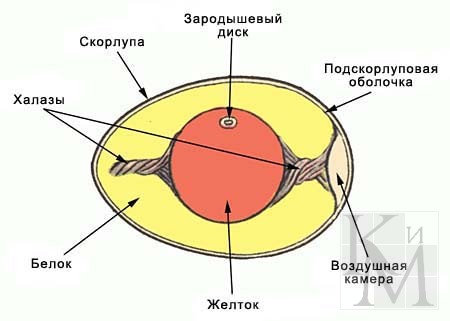 Зародышевый
диск
Скорлупа
Подскорлуповая
оболочка
Халазы
Белок
Желток
Воздушная
камера
К и
М